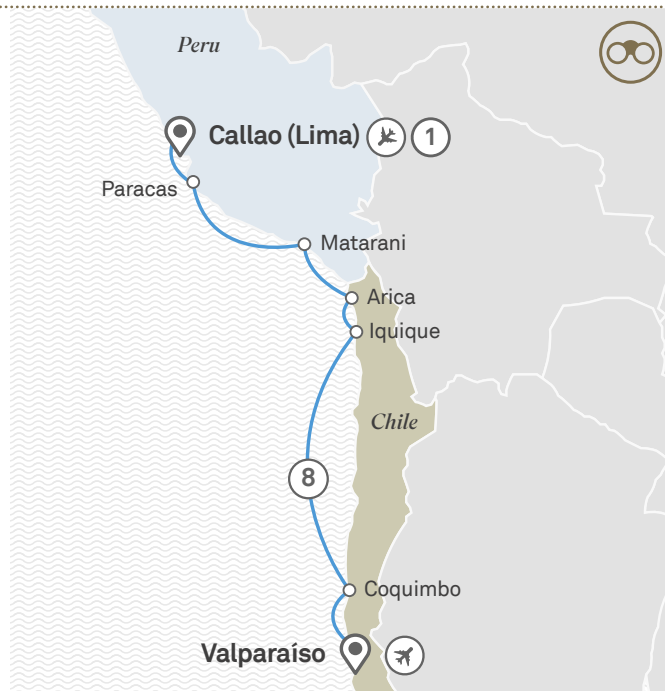 Peru
Callao (Lima) 1
Paracas
Matarani
Arica
Iquique
Chile
8
Coquimbo
Valparaíso